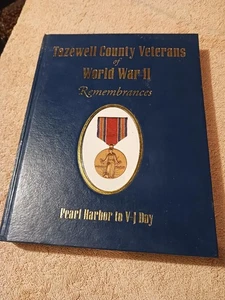 Tazewell County Veterans
of
World War II
Remembrances
Pearl Harbor to V-J Day